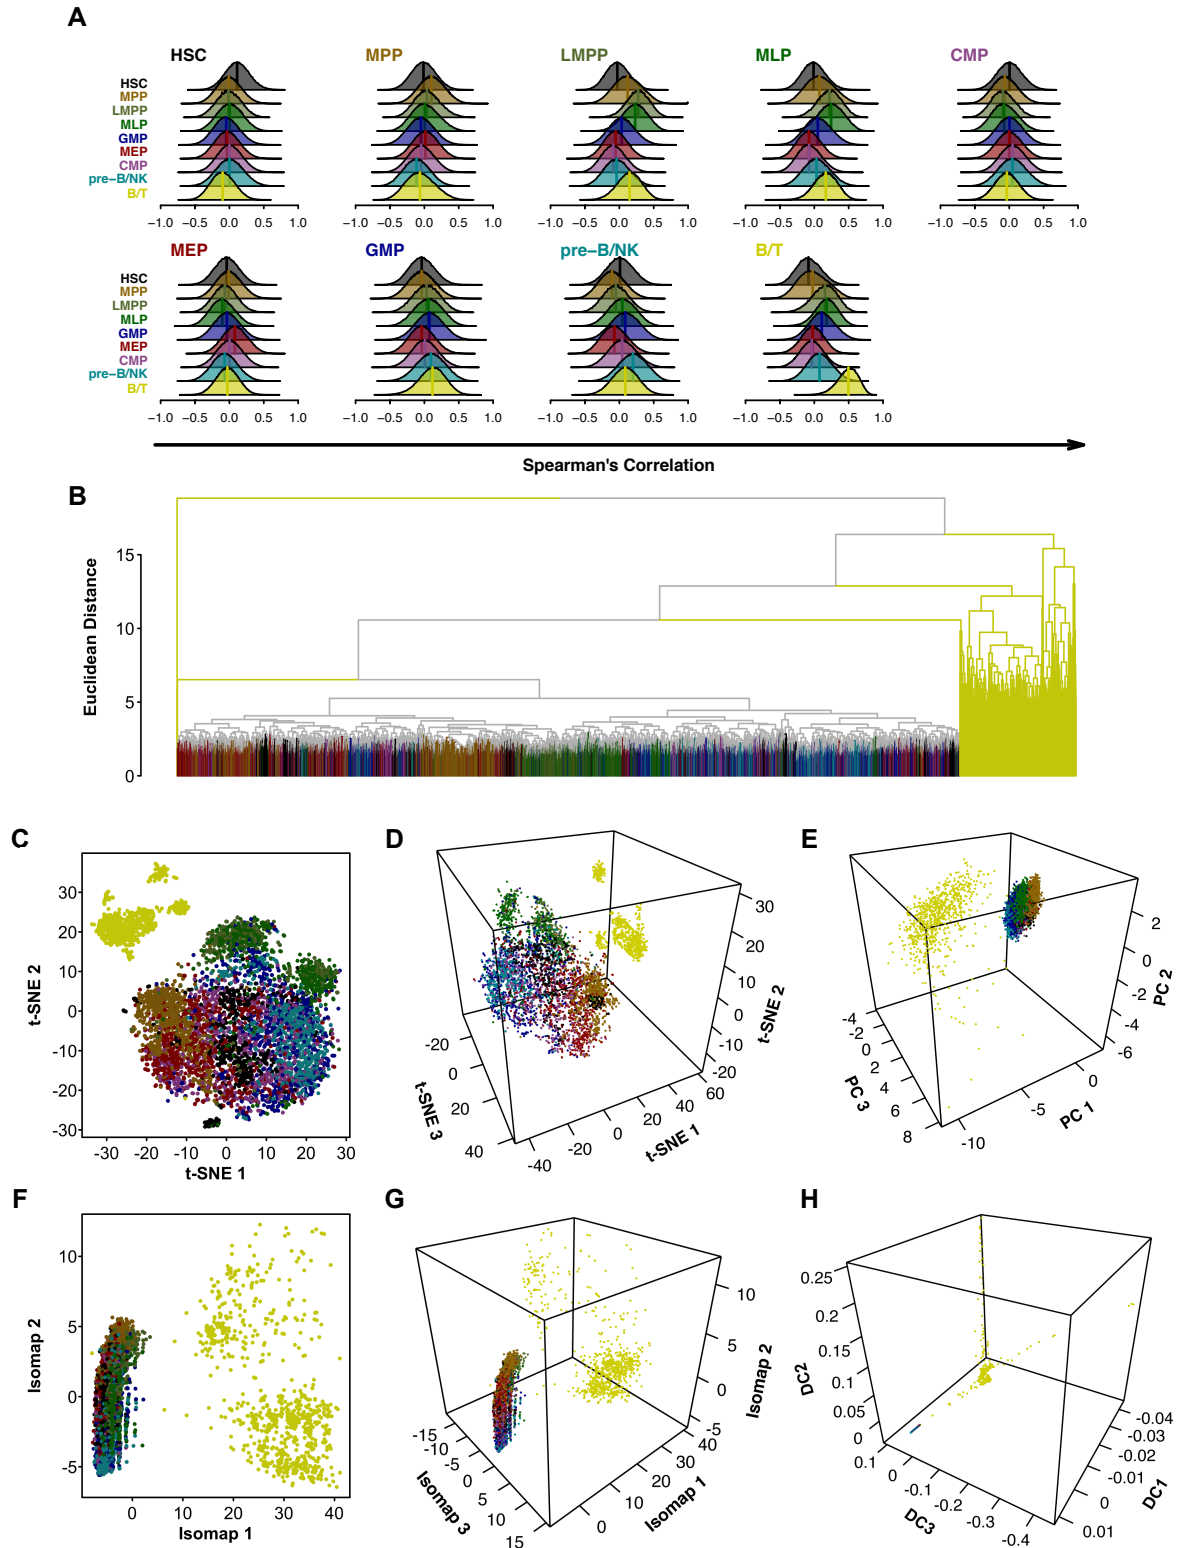 A
HSC MPP LMPP MLP CMP
HSC
MPP
LMPP
MLP
GMP
MEP
CMP
pre−B/NK
B/T
−1.0 −0.5 0.0 0.5 1.0 −1.0 −0.5 0.0 0.5 1.0 −1.0 −0.5 0.0 0.5 1.0 −1.0 −0.5 0.0 0.5 1.0 −1.0 −0.5 0.0 0.5 1.0
MEP GMP pre−B/NK B/T
HSC
MPP
LMPP
MLP
GMP
MEP
CMP
pre−B/NK
B/T
−1.0 −0.5 0.0 0.5 1.0 −1.0 −0.5 0.0 0.5 1.0 −1.0 −0.5 0.0 0.5 1.0 −1.0 −0.5 0.0 0.5 1.0
Spearman's Correlation
B
Euclidean Distance
15
10
5
0
C
t-SNE 2
30
20
10
0
-10
-20
-30
-30 -20 -10 0 10 20 30
t-SNE 1
D
30
20
10
0
-10
-20
t-SNE 2
-20
0
20
40
t-SNE 3
-40 -20 0 20 40 60
t-SNE 1
E
2
0
-2
-4
-6
PC 2
-4
-2
0
2
4
6
8
PC 3
-10 -5 0
PC 1
F
Isomap 2
10
5
0
-5
0 10 20 30 40
Isomap 1
G
10
5
0
-5
Isomap 2
-15
-10
-5
0
5
10
15
Isomap 3
0 10 20 30 40
Isomap 1
H
0.25
0.2
0.15
0.1
0.05
0
DC2
0.1 0 -0.1 -0.2 -0.3 -0.4
DC3
-0.04
-0.03
-0.02
-0.01
0
0.01
DC1